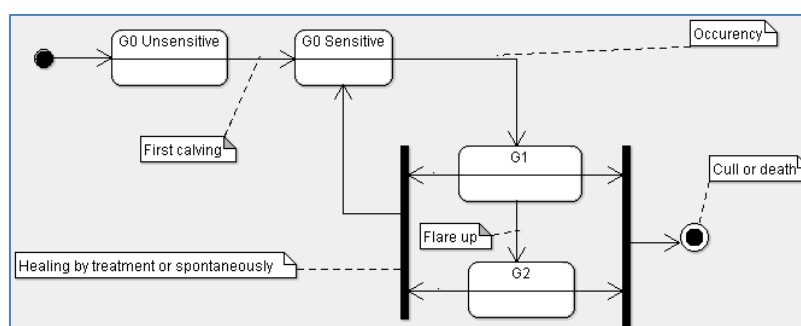 G0 Unsensitive
G0 Sensitive
Occurency
First calving
G1
Cull or death
Flare up
Healing by treatment or spontaneously
G2